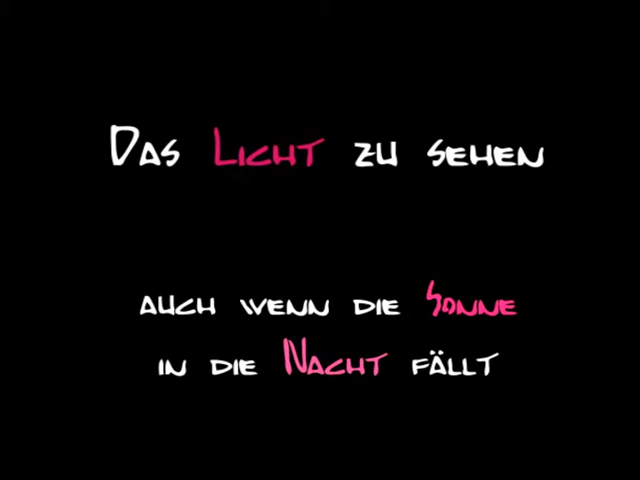 Das Licht zu sehen
auch wenn die Sonne
in die Nacht fällt